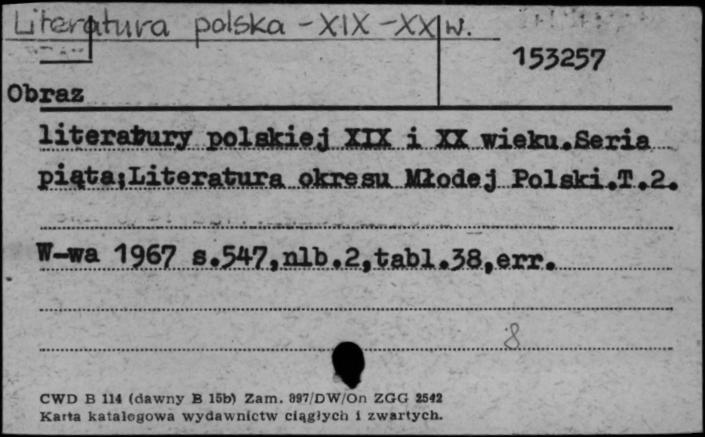 Literatura polska - XIX - XX w.
153257
Obraz
literatury polskiej XIX i XX wieku.Seria
piąta;Literatura okresu Młodej Polski.T.2.
W-wa 1967 s.547,nlb.2,tabl.38,err.
8
CWD B 114 (dawny B 15b) Zam. 997/DW/On ZGG 2542
Karta katalogowa wydawnictw ciągłych i zwartych.